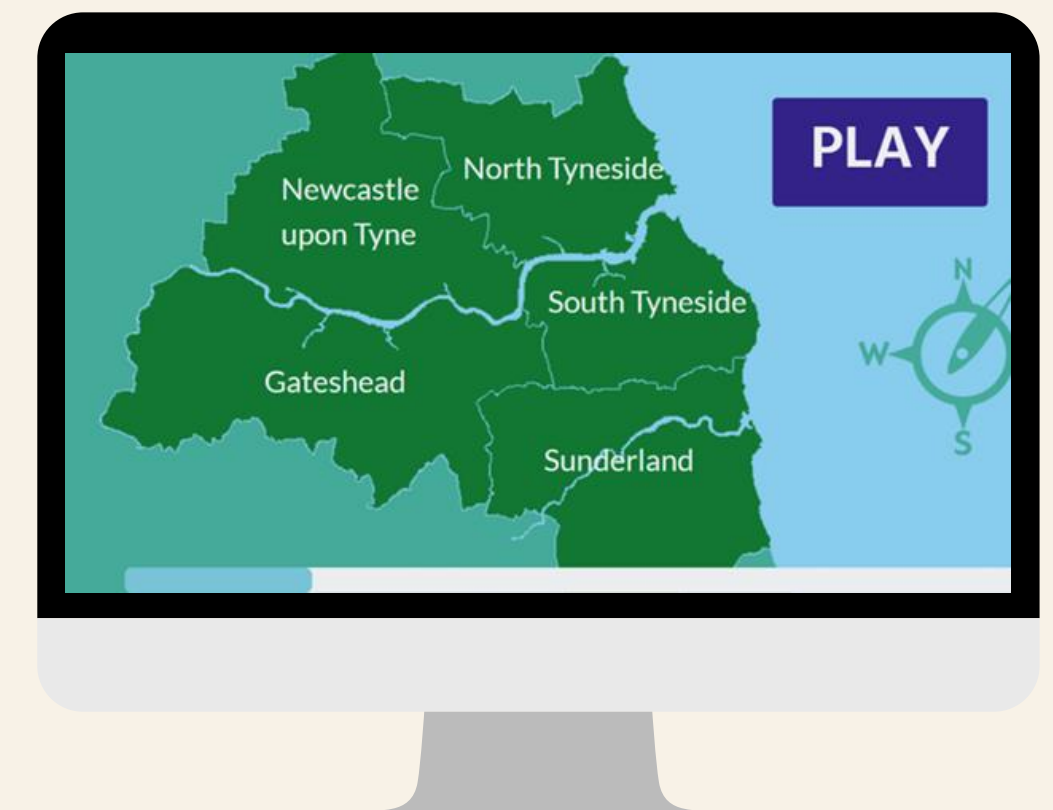 PLAY
North Tyneside
Newcastle
upon Tyne
N
South Tyneside
W
Gateshead
S
Sunderland